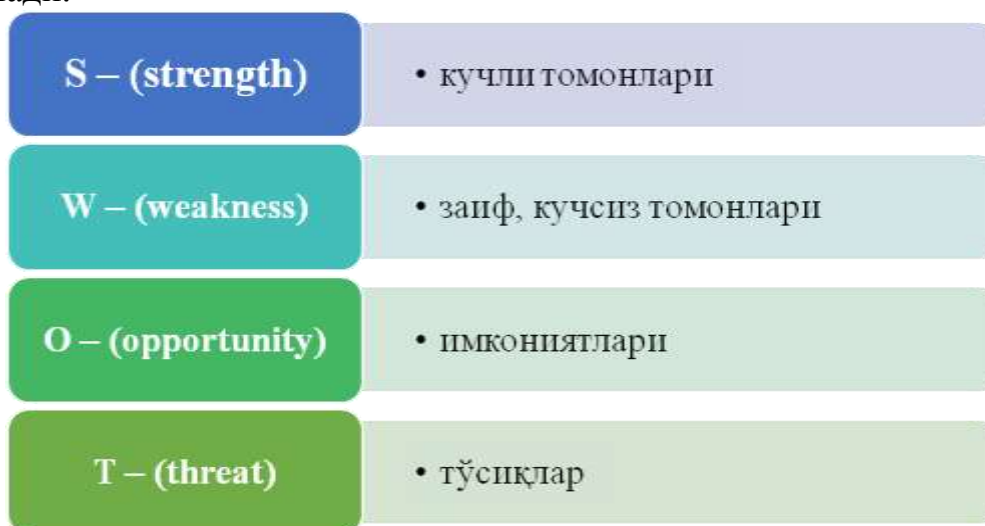 S – (strength)
• кучли томонлари
W – (weakness)
• заиф, кучсиз томонлари
O – (opportunity)
• имкониятлари
T – (threat)
• тўсиқлар